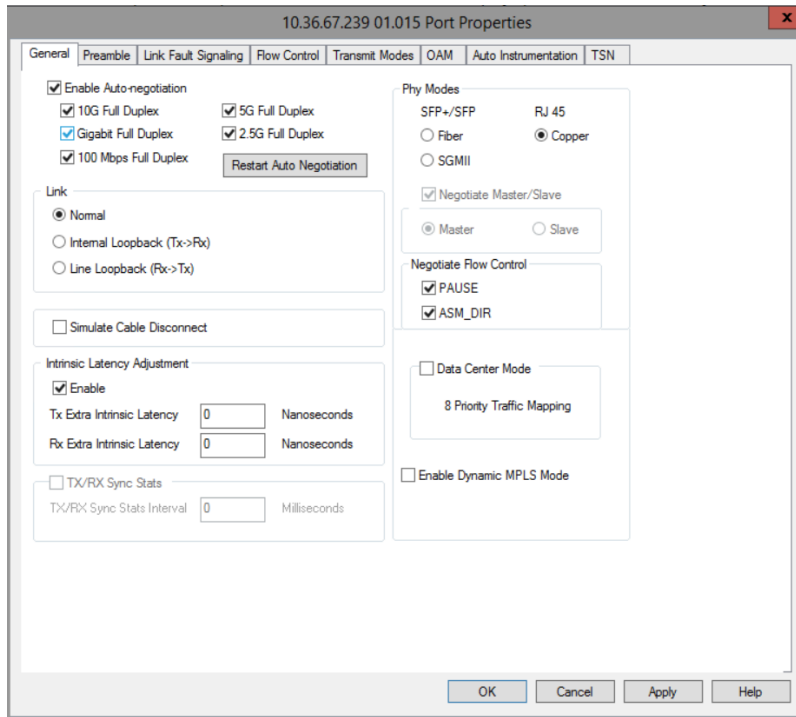 10.36.67.239 01.015 Port Properties
x
General Preamble Link Fault Signaling Flow Control Transmit Modes OAM Auto Instrumentation TSN
Enable Auto-negotiation
10G Full Duplex 5G Full Duplex
Gigabit Full Duplex 2.5G Full Duplex
100 Mbps Full Duplex Restart Auto Negotiation
Link
Normal
Internal Loopback (Tx->Rx)
Line Loopback (Rx->Tx)
Simulate Cable Disconnect
Intrinsic Latency Adjustment
Enable
Tx Extra Intrinsic Latency 0 Nanoseconds
Rx Extra Intrinsic Latency 0 Nanoseconds
TX/RX Sync Stats
TX/RX Sync Stats Interval 0 Milliseconds
Phy Modes
SFP+/SFP RJ 45
Fiber Copper
SGMII
Negotiate Master/Slave
Master Slave
Negotiate Flow Control
PAUSE
ASM_DIR
Data Center Mode
8 Priority Traffic Mapping
Enable Dynamic MPLS Mode
OK Cancel Apply Help